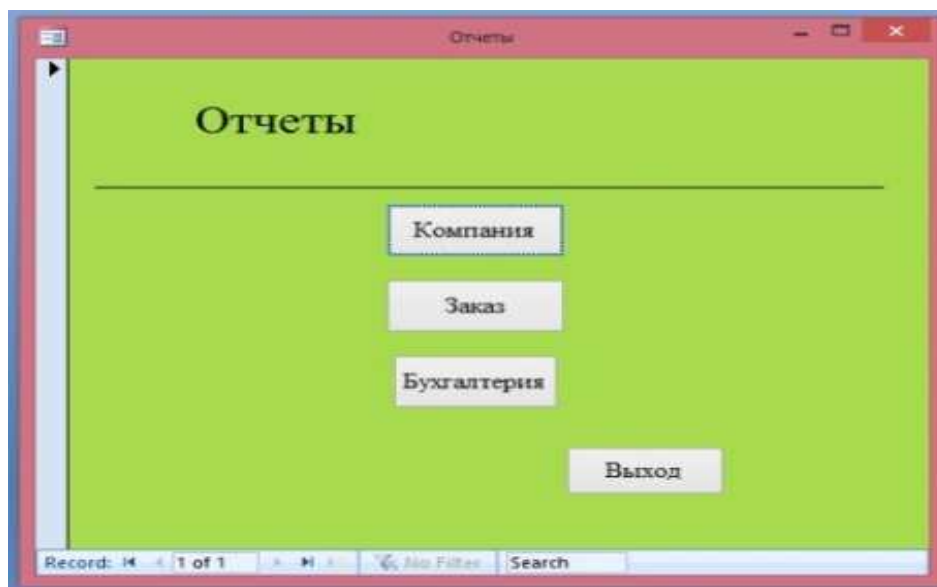 Отчеты
Отчеты
Компания
Заказ
Бухгалтерия
Выход
Record: 1 of 1 No Filter Search